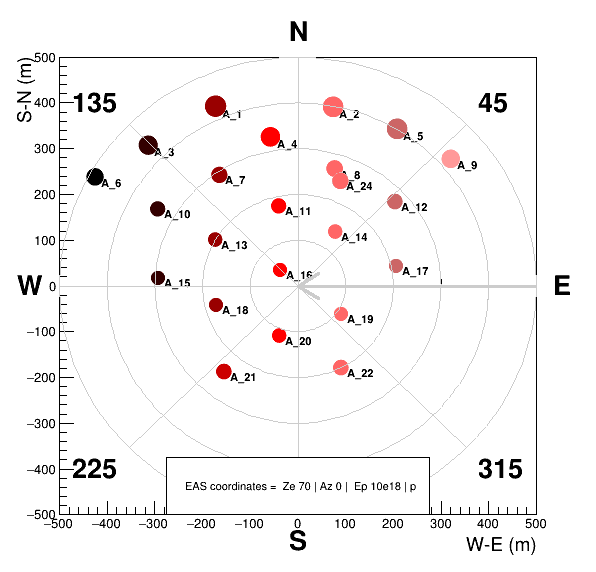 N
S-N (m)
500
400
300
200
100
0
−100
−200
−300
−400
−500
135
45
225
315
W
E
S
A_1
A_2
A_3
A_4
A_5
A_6
A_7
A_8
A_24
A_9
A_10
A_11
A_12
A_13
A_14
A_15
A_16
A_17
A_18
A_19
A_20
A_21
A_22
EAS coordinates = Ze 70 | Az 0 | Ep 10e18 | p
−500 −400 −300 −200 −100 0 100 200 300 400 500
W-E (m)